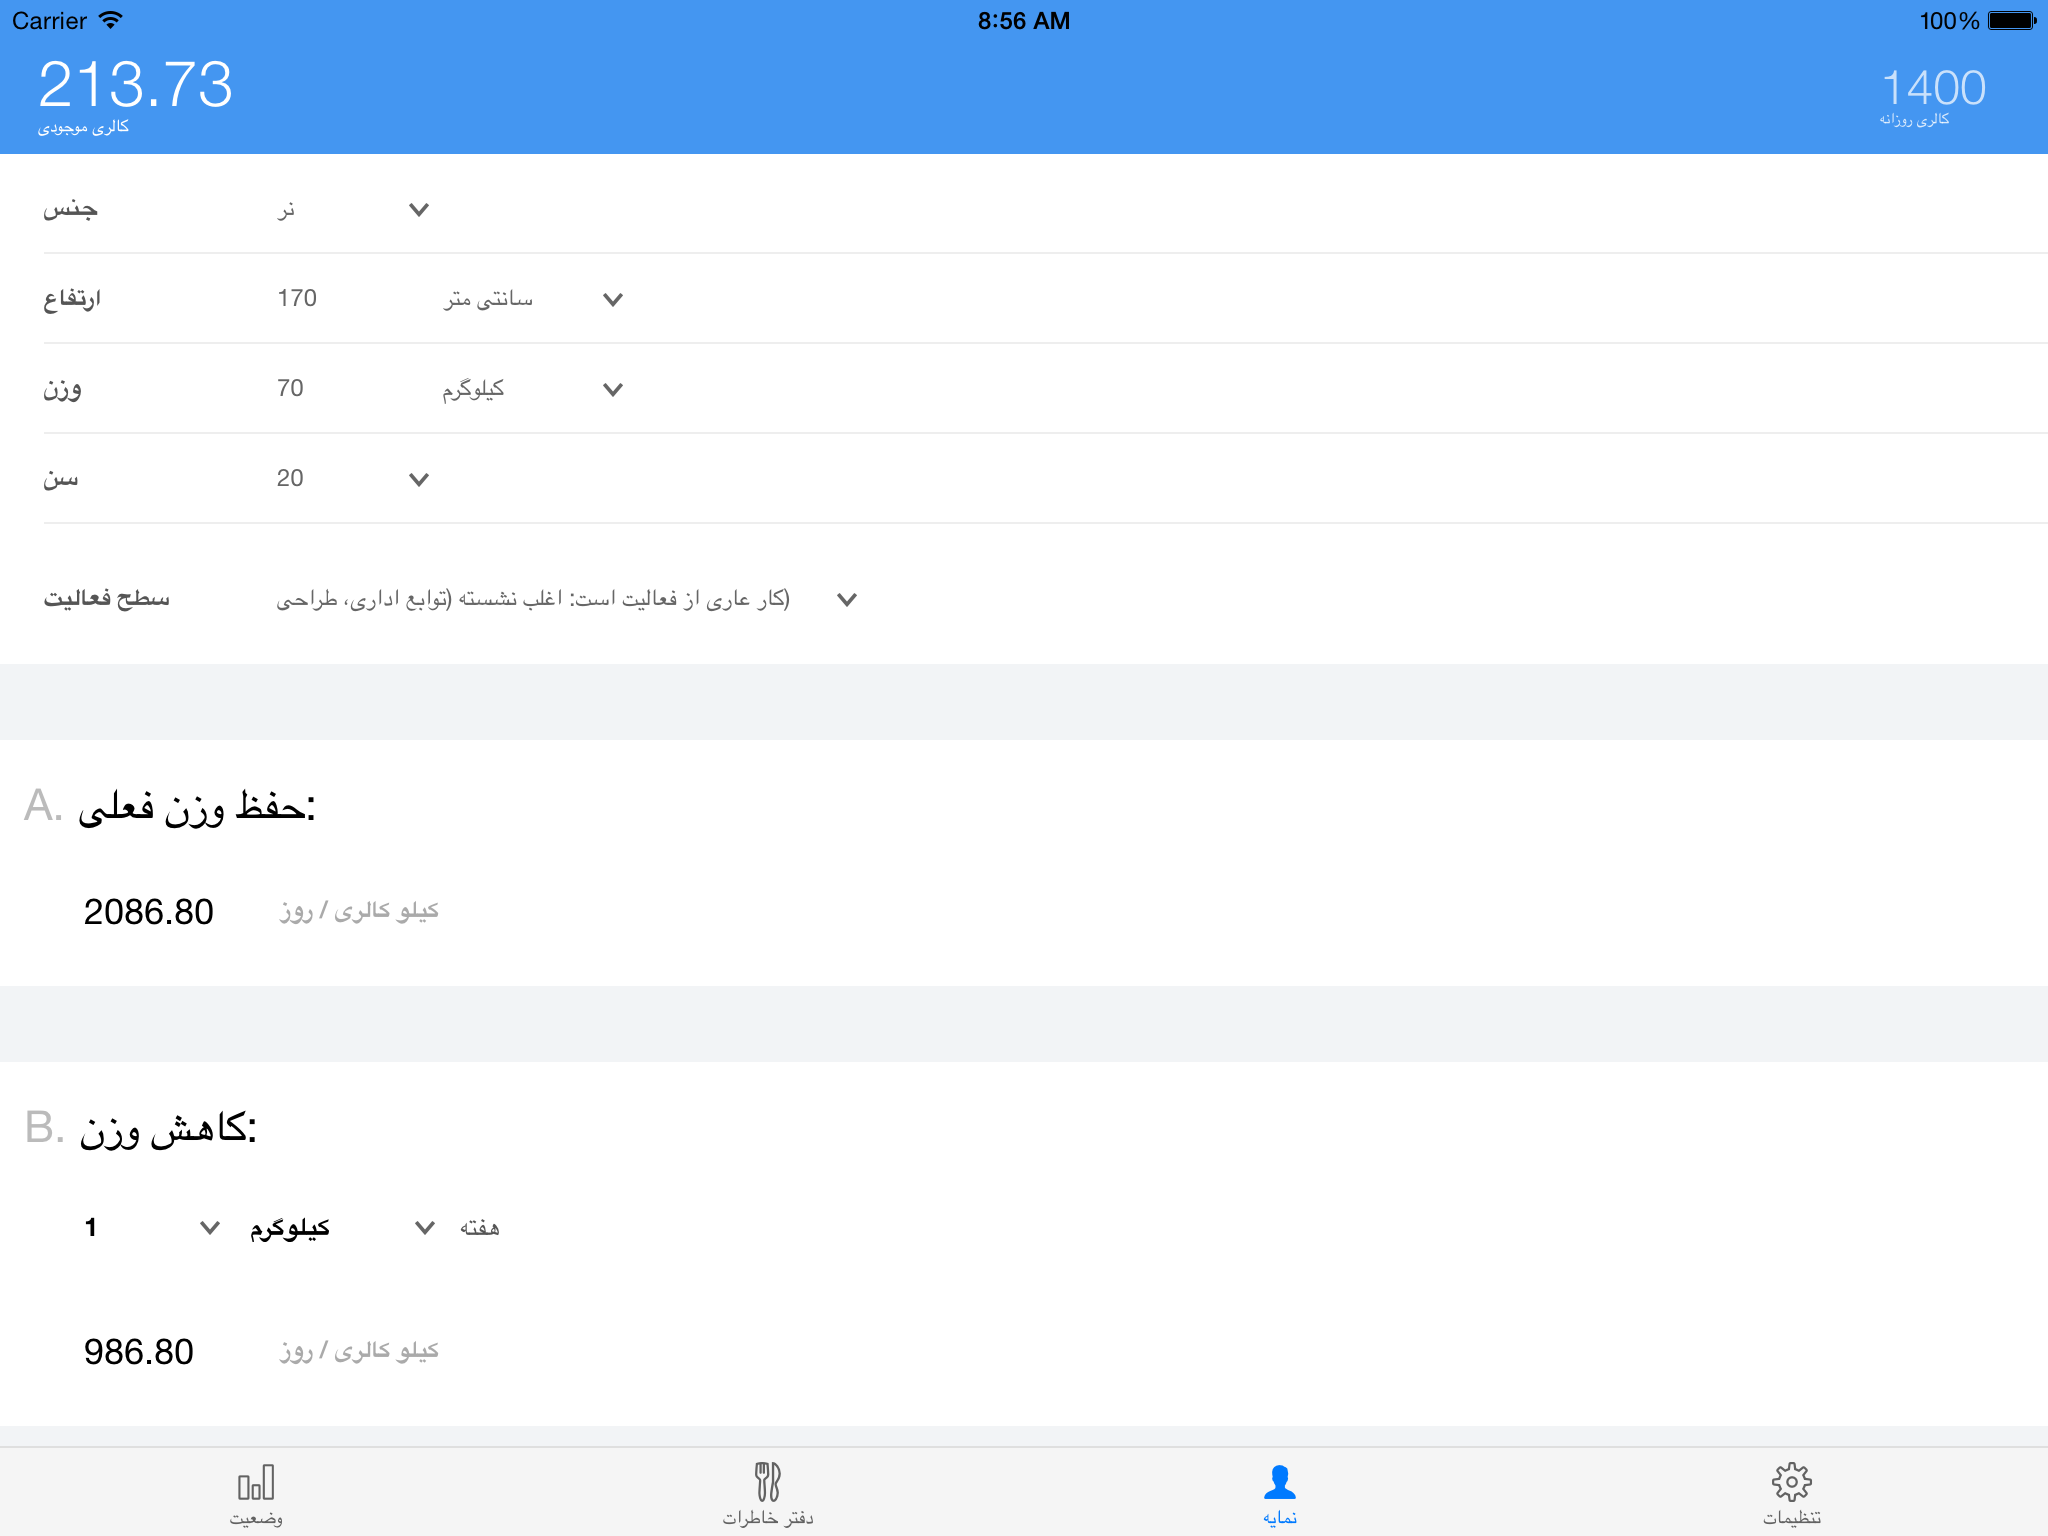 Carrier 8:56 AM 100%
213.73 1400
کالری موجودی کالری روزانه
جنس نر
ارتفاع 170 سانتی متر
وزن 70 کیلوگرم
سن 20
سطح فعالیت (کار عاری از فعالیت است: اغلب نشسته (توابع اداری، طراحی
A. حفظ وزن فعلی:
2086.80 کیلو کالری / روز
B. کاهش وزن:
1 کیلوگرم هفته
986.80 کیلو کالری / روز
وضعیت دفتر خاطرات نمایه تنظیمات